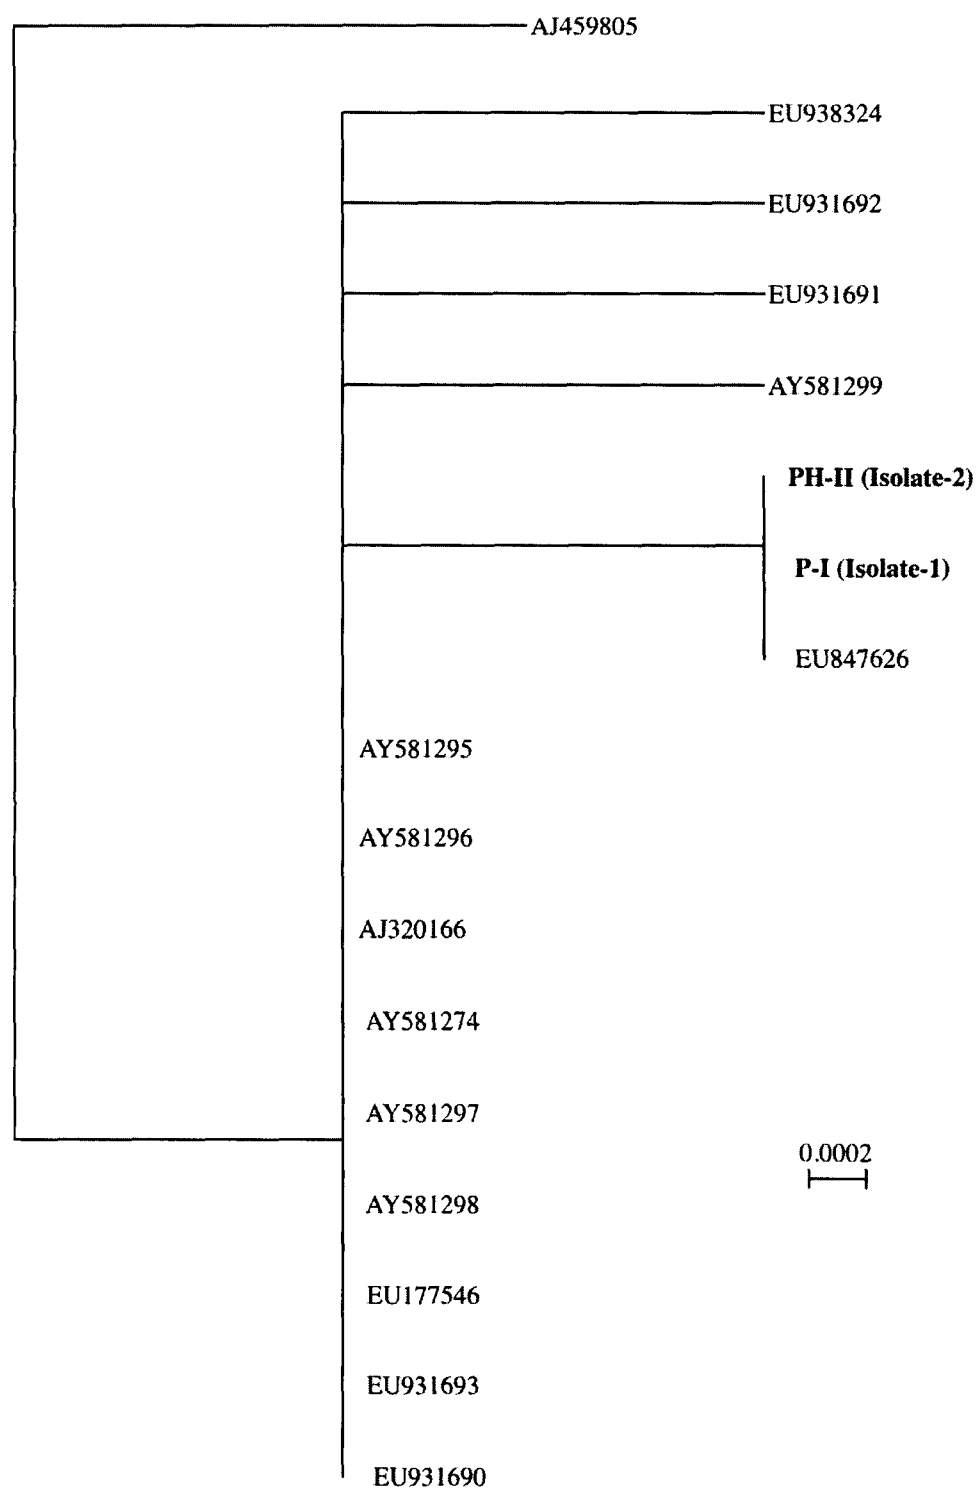 AJ459805
EU938324
EU931692
EU931691
AY581299
PH-II (Isolate-2)
P-I (Isolate-1)
EU847626
AY581295
AY581296
AJ320166
AY581274
AY581297
0.0002
AY581298
EU177546
EU931693
EU931690